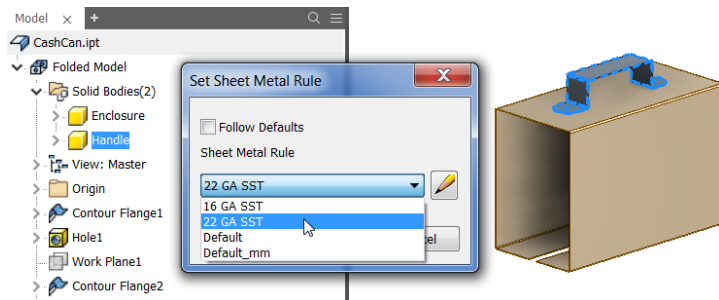 Model
CashCan.ipt
Folded Model
Solid Bodies(2)
Enclosure
Handle
View: Master
Origin
Contour Flange1
Hole1
Work Plane1
Contour Flange2
Set Sheet Metal Rule
Follow Defaults
Sheet Metal Rule
22 GA SST
16 GA SST
22 GA SST
Default
Default_mm